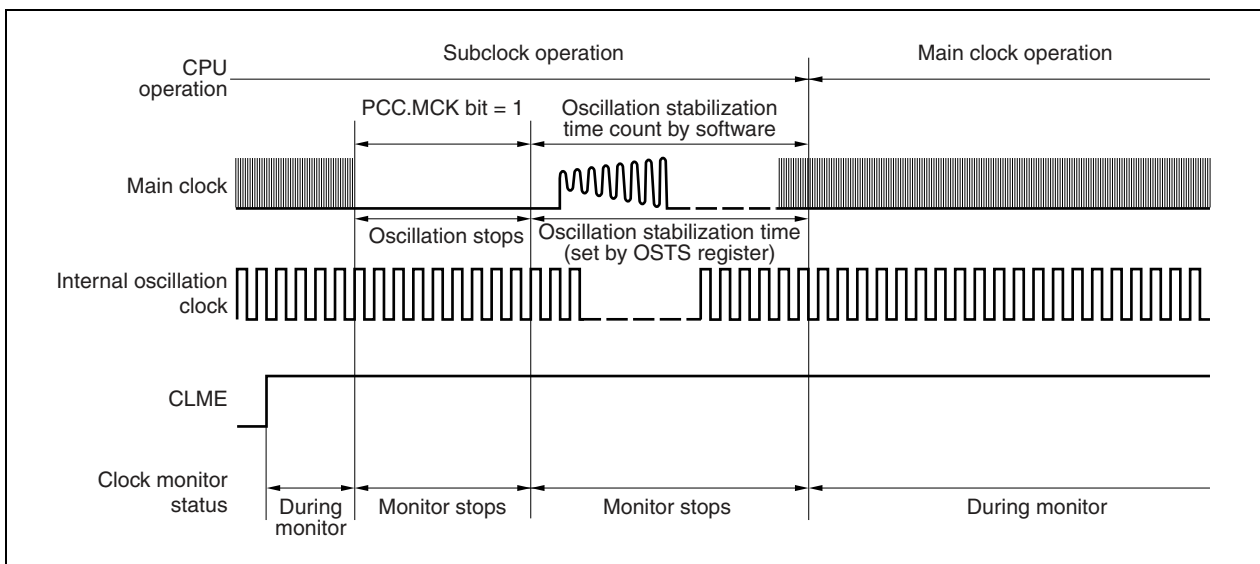 Subclock operation
Main clock operation
CPU
operation
PCC.MCK bit = 1
Oscillation stabilization
time count by software
Main clock
Oscillation stops
Oscillation stabilization time
(set by OSTS register)
Internal oscillation
clock
CLME
Clock monitor
status
During
monitor
Monitor stops
Monitor stops
During monitor